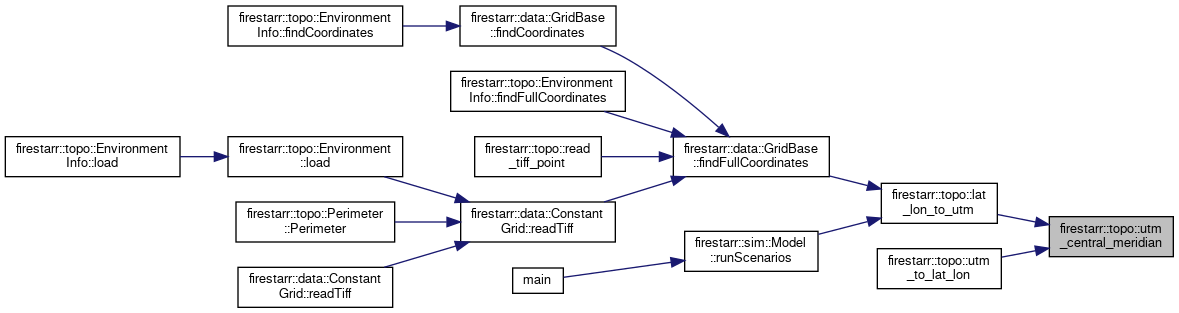 firestarr::topo::Environment
Info::findCoordinates
firestarr::data::GridBase
::findCoordinates
firestarr::topo::Environment
Info::findFullCoordinates
firestarr::topo::Environment
Info::load
firestarr::topo::Environment
::load
firestarr::topo::read
_tiff_point
firestarr::data::GridBase
::findFullCoordinates
firestarr::topo::Perimeter
::Perimeter
firestarr::data::Constant
Grid::readTiff
firestarr::topo::lat
_lon_to_utm
firestarr::topo::utm
_central_meridian
firestarr::data::Constant
Grid::readTiff
main
firestarr::sim::Model
::runScenarios
firestarr::topo::utm
_to_lat_lon